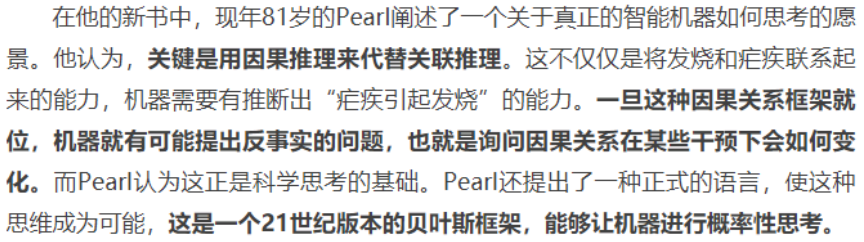 在他的新书中，现年81岁的Pearl阐述了一个关于真正的智能机器如何思考的愿
景。他认为，关键是用因果推理来代替关联推理。这不仅仅是将发烧和疟疾联系起
来的能力，机器需要有推断出“疟疾引起发烧”的能力。一旦这种因果关系框架就
位，机器就有可能提出反事实的问题，也就是询问因果关系在某些干预下会如何变
化。而Pearl认为这正是科学思考的基础。Pearl还提出了一种正式的语言，使这种
思维成为可能，这是一个21世纪版本的贝叶斯框架，能够让机器进行概率性思考。